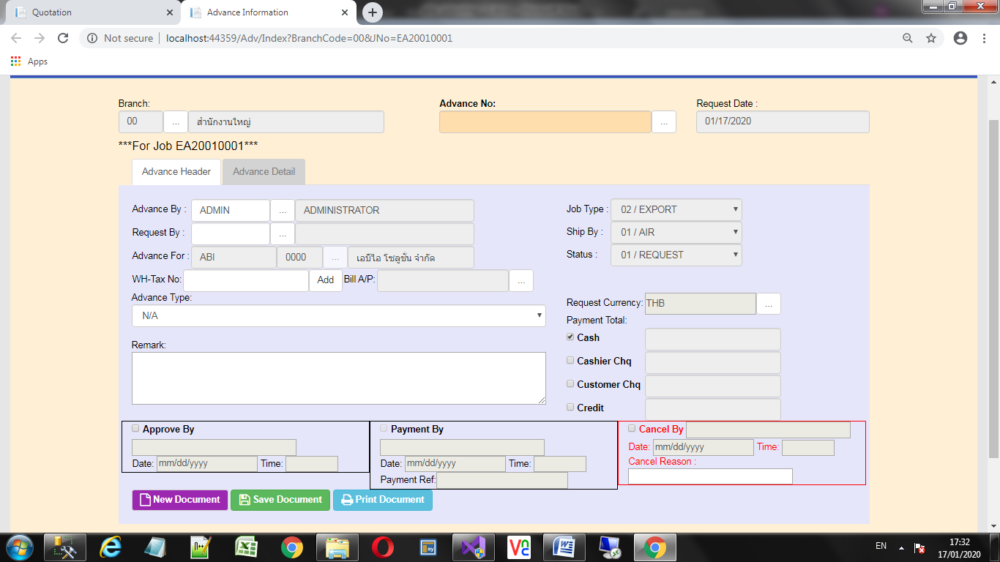 Quotation
Advance Information
Not secure
localhost:44359/Adv/Index?BranchCode=00&JNo=EA20010001
Apps
Branch:
Advance No:
Request Date :
00
...
สำนักงานใหญ่
...
01/17/2020
***For Job EA20010001***
Advance Header
Advance Detail
Advance By :
ADMIN
...
ADMINISTRATOR
Job Type :
02 / EXPORT
Request By :
...
Ship By :
01 / AIR
Advance For :
ABI
0000
...
เอบีไอ โซลูชั่น จำกัด
Status :
01 / REQUEST
WH-Tax No:
Add
Bill A/P:
...
Advance Type:
Request Currency:
THB
...
N/A
Payment Total:
Cash
Remark:
Cashier Chq
Customer Chq
Credit
Approve By
Payment By
Cancel By
Date:
mm/dd/yyyy
Time:
Date:
mm/dd/yyyy
Time:
Date:
mm/dd/yyyy
Time:
Payment Ref:
Cancel Reason :
New Document
Save Document
Print Document
EN
17:32
17/01/2020